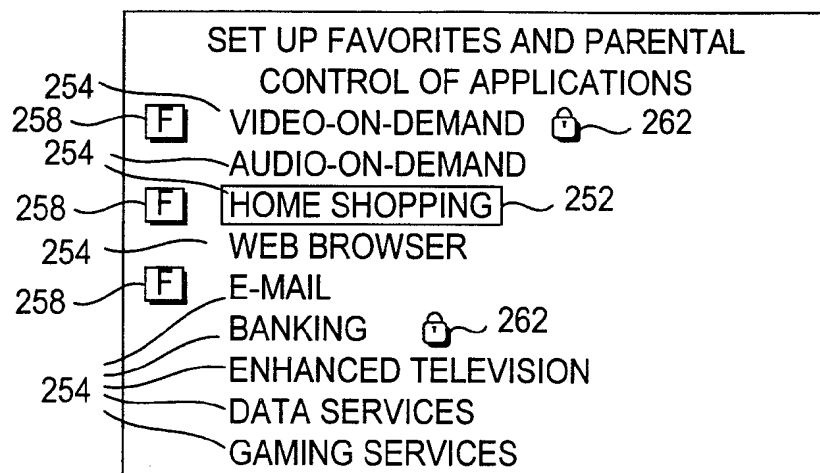 SET UP FAVORITES AND PARENTAL
CONTROL OF APPLICATIONS
254
258 F VIDEO-ON-DEMAND 262
254 AUDIO-ON-DEMAND
258 F HOME SHOPPING 252
254 WEB BROWSER
258 F E-MAIL
BANKING 262
254 ENHANCED TELEVISION
DATA SERVICES
GAMING SERVICES